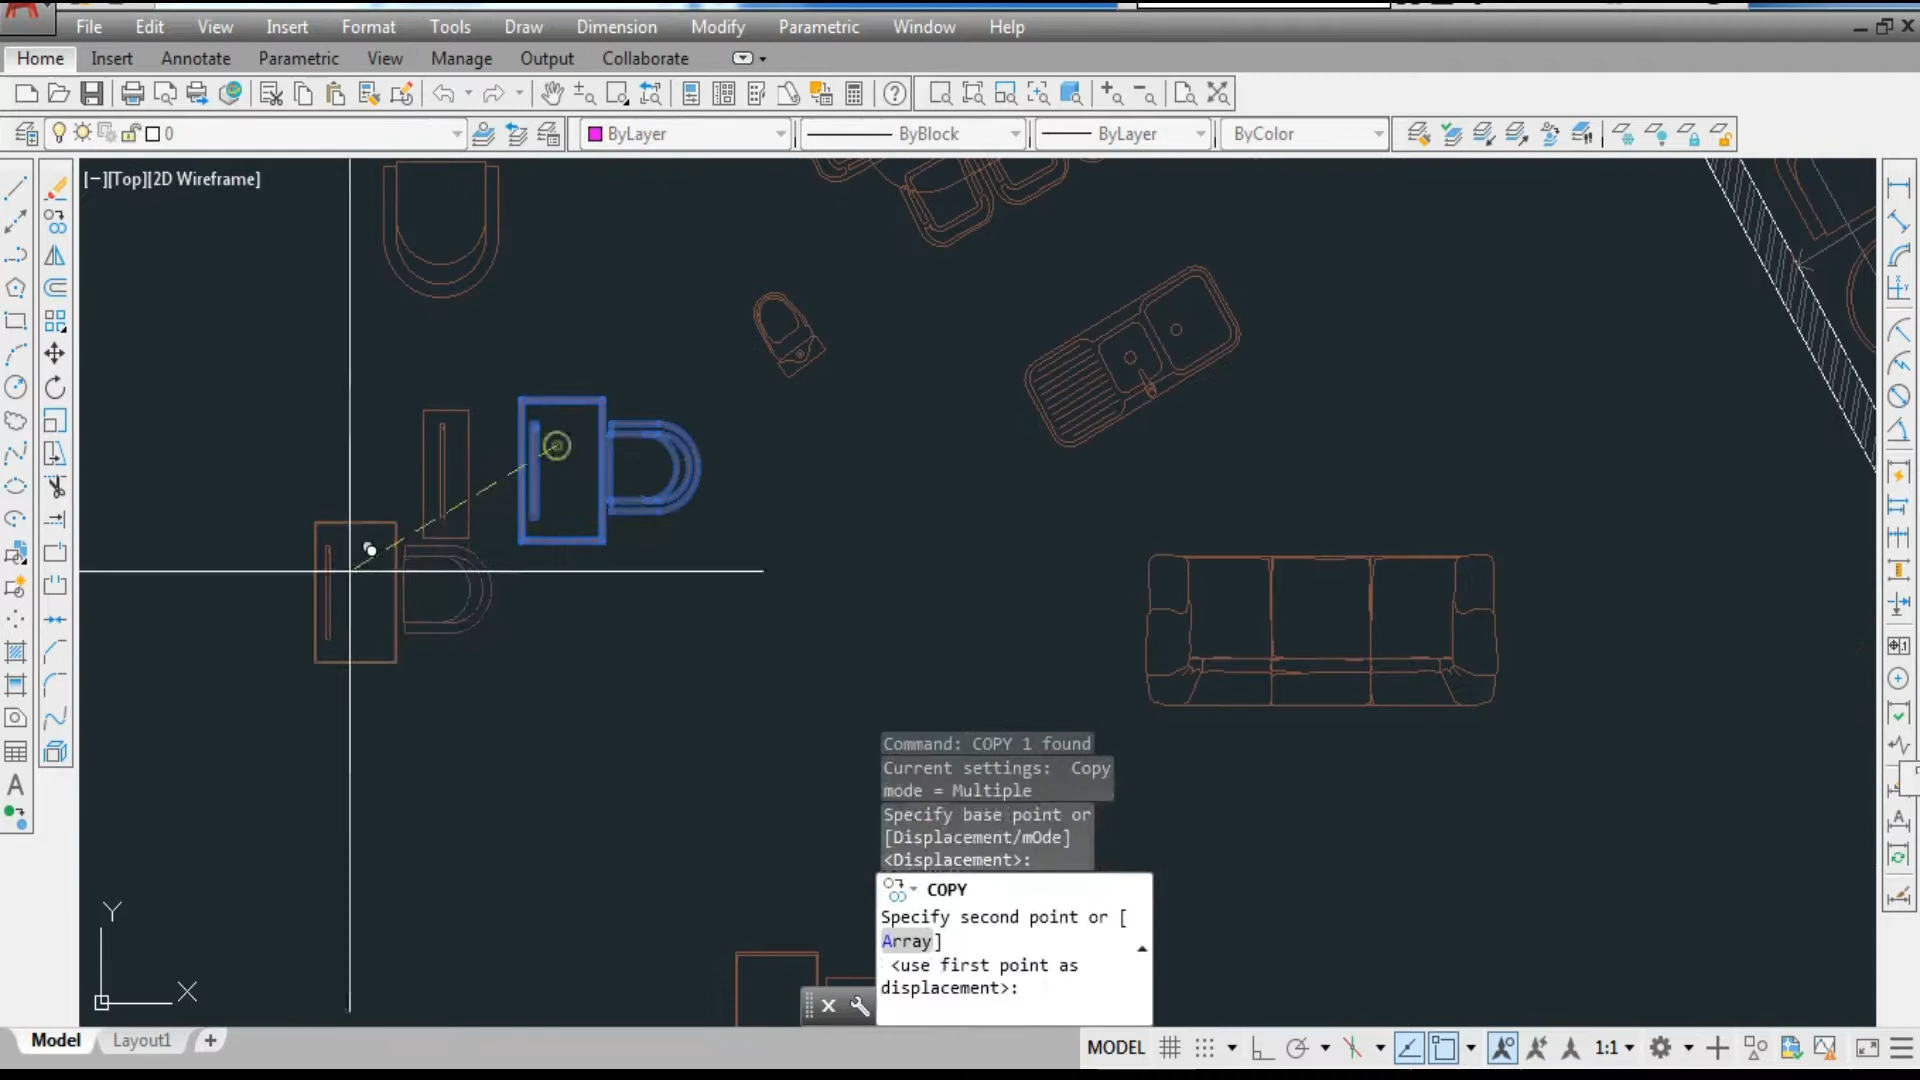 File Edit View Insert Format Tools Draw Dimension Modify Parametric Window Help
Home Insert Annotate Parametric View Manage Output Collaborate
0 ByLayer ByBlock ByLayer ByColor
[−][Top][2D Wireframe]
Command: COPY 1 found
Current settings: Copy
mode = Multiple
Specify base point or
[Displacement/mOde]
<Displacement>:
COPY
Specify second point or [
Array]
<use first point as
displacement>:
Y
X
Model Layout1 +
MODEL 1:1